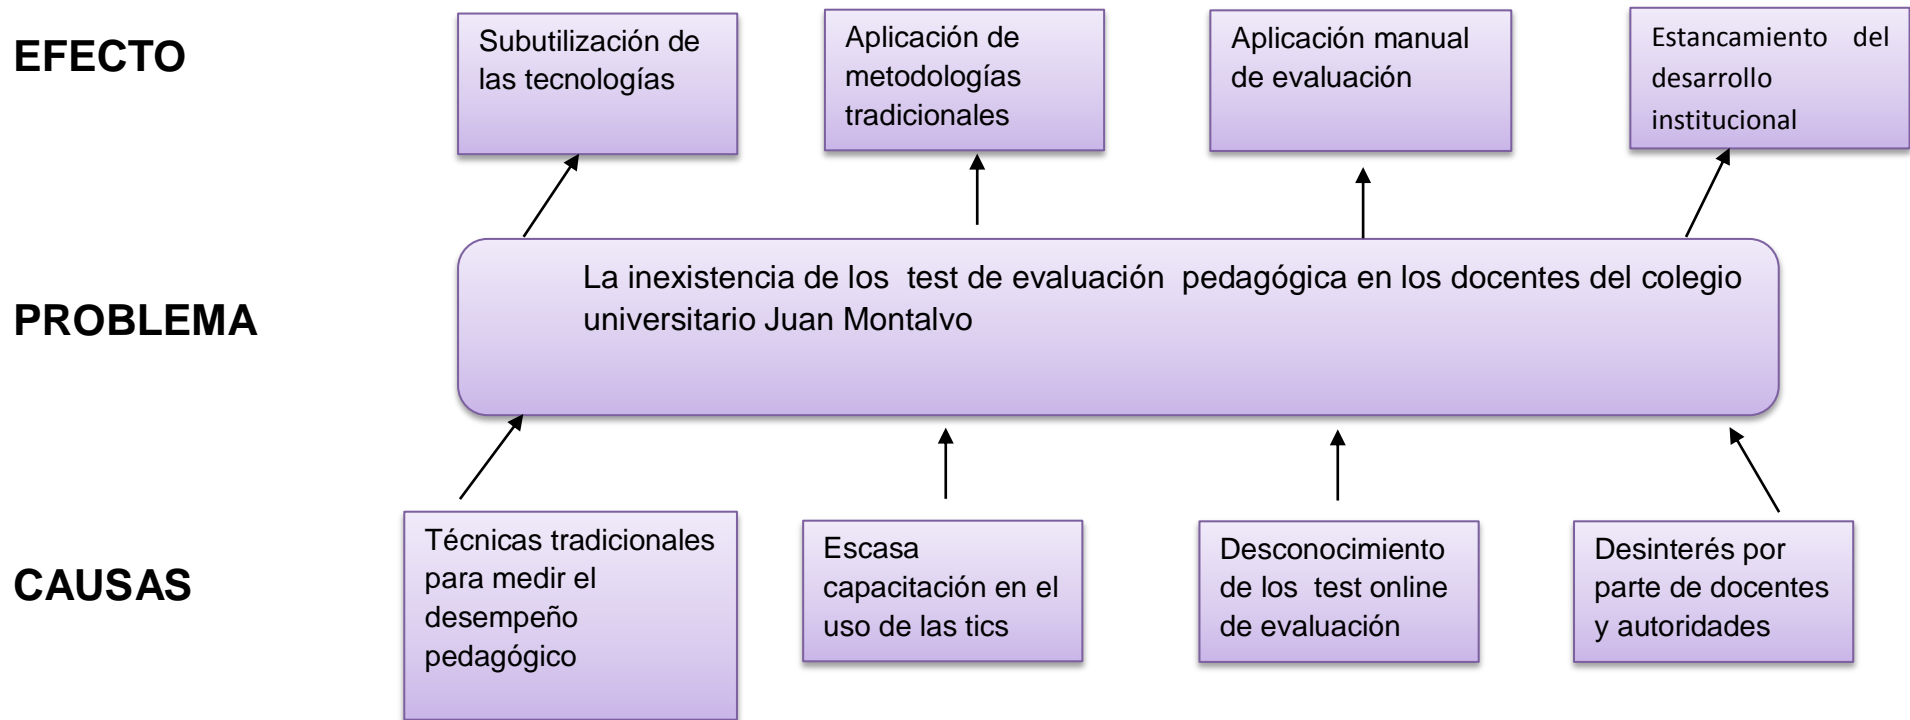 EFECTO
Subutilización de
las tecnologías
Aplicación de
metodologías
tradicionales
Aplicación manual
de evaluación
Estancamiento del
desarrollo
institucional
PROBLEMA
La inexistencia de los  test de evaluación  pedagógica en los docentes del colegio
universitario Juan Montalvo
CAUSAS
Técnicas tradicionales
para medir el
desempeño
pedagógico
Escasa
capacitación en el
uso de las tics
Desconocimiento
de los  test online
de evaluación
Desinterés por
parte de docentes
y autoridades